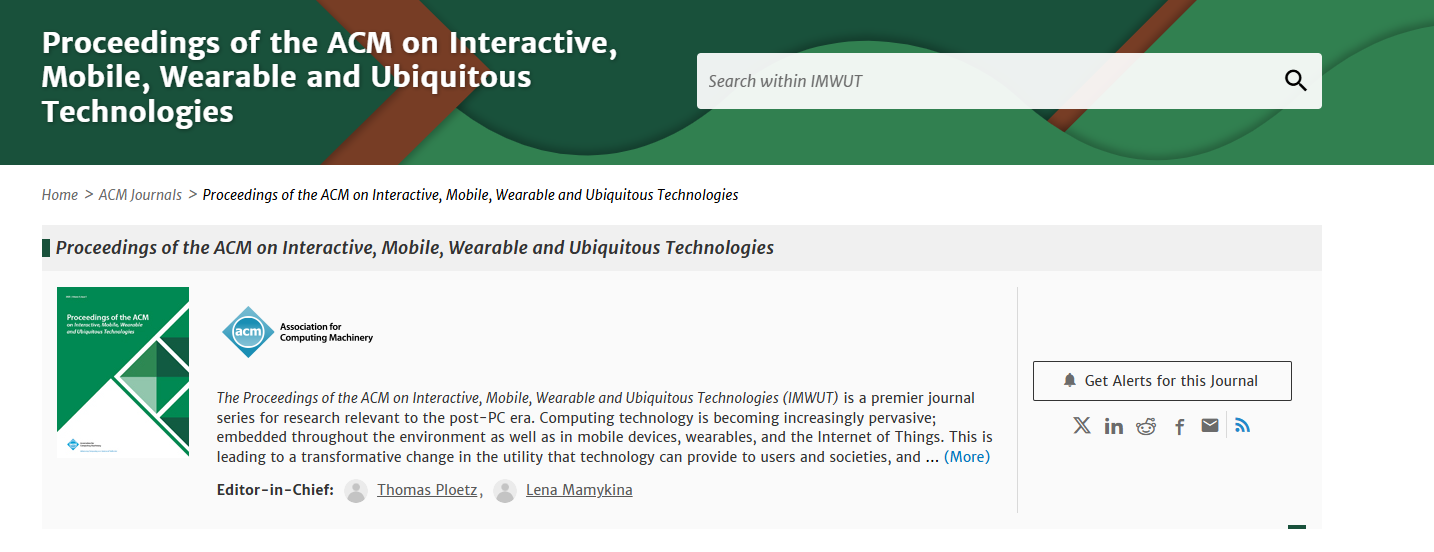 Proceedings of the ACM on Interactive,
Mobile, Wearable and Ubiquitous
Technologies
Search within IMWUT
Home > ACM Journals > Proceedings of the ACM on Interactive, Mobile, Wearable and Ubiquitous Technologies
Proceedings of the ACM on Interactive, Mobile, Wearable and Ubiquitous Technologies
Proceedings of the ACM
on Interactive, Mobile, Wearable
and Ubiquitous Technologies
acm
Association for
Computing Machinery
The Proceedings of the ACM on Interactive, Mobile, Wearable and Ubiquitous Technologies (IMWUT) is a premier journal
series for research relevant to the post-PC era. Computing technology is becoming increasingly pervasive;
embedded throughout the environment as well as in mobile devices, wearables, and the Internet of Things. This is
leading to a transformative change in the utility that technology can provide to users and societies, and ... (More)
Editor-in-Chief: Thomas Ploetz, Lena Mamykina
Get Alerts for this Journal